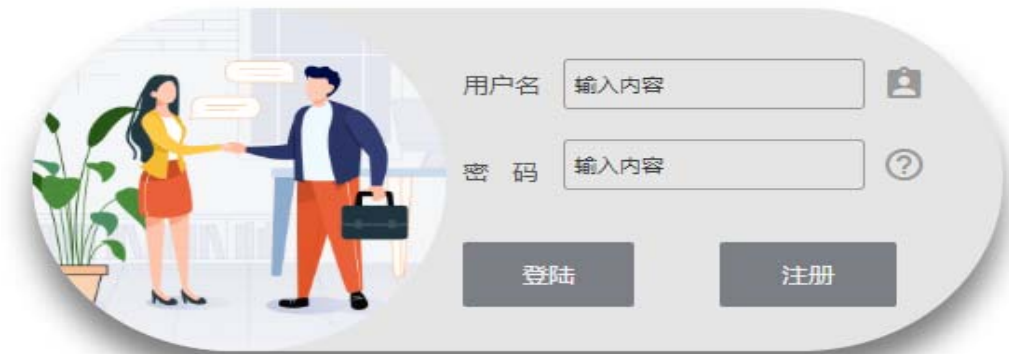 用户名 输入内容
密 码 输入内容
登陆 注册